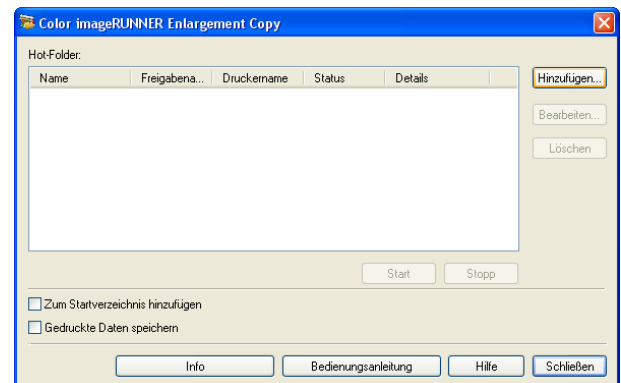 Color imageRUNNER Enlargement Copy
Hot-Folder:
Name Freigabena... Druckername Status Details
Hinzufügen...
Bearbeiten...
Löschen
Start Stopp
Zum Startverzeichnis hinzufügen
Gedruckte Daten speichern
Info Bedienungsanleitung Hilfe Schließen